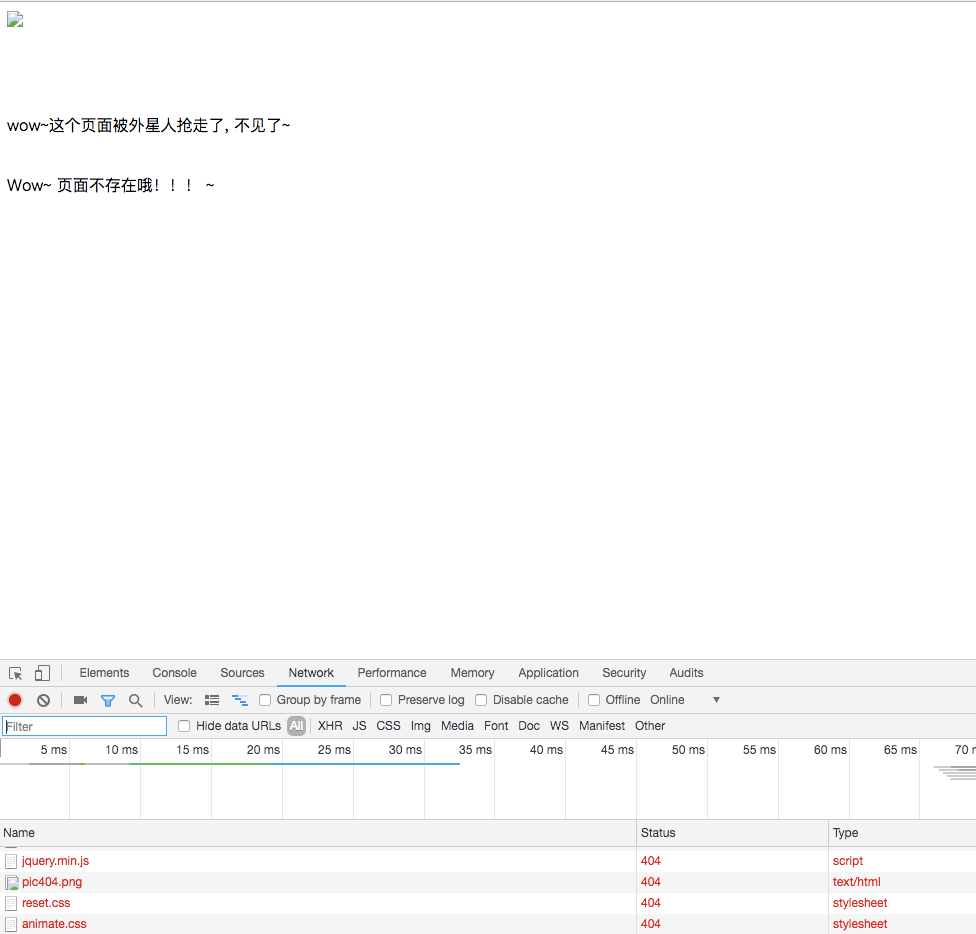 wow~这个页面被外星人抢走了, 不见了~
Wow~ 页面不存在哦！！！ ~
Elements Console Sources Network Performance Memory Application Security Audits
View: Group by frame Preserve log Disable cache Offline Online
Filter Hide data URLs All XHR JS CSS Img Media Font Doc WS Manifest Other
5 ms 10 ms 15 ms 20 ms 25 ms 30 ms 35 ms 40 ms 45 ms 50 ms 55 ms 60 ms 65 ms 70
Name Status Type
jquery.min.js 404 script
pic404.png 404 text/html
reset.css 404 stylesheet
animate.css 404 stylesheet